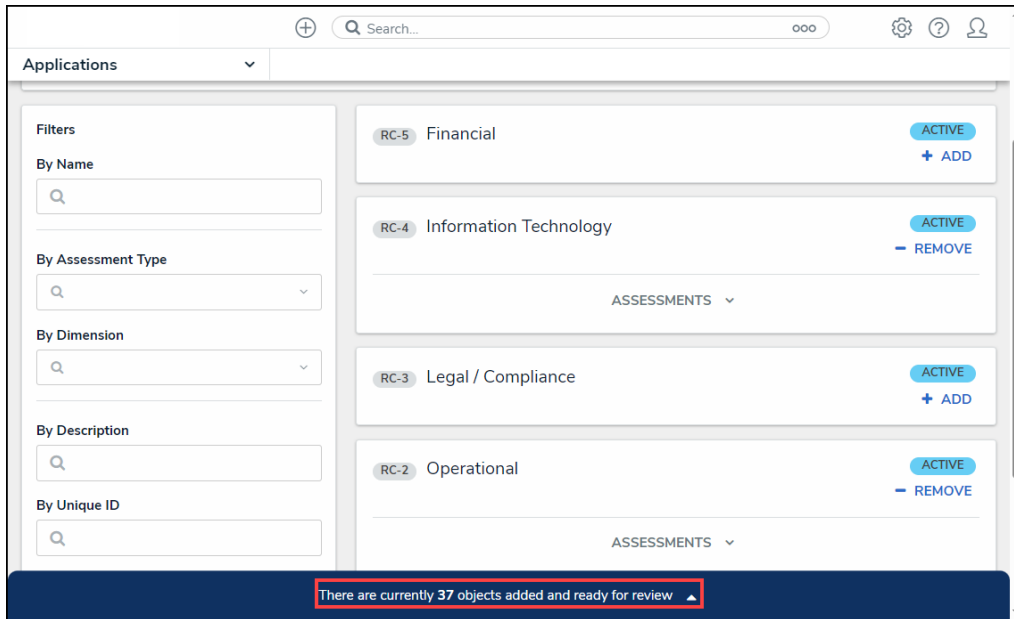 Search...
ooo
Applications
Filters
By Name
By Assessment Type
By Dimension
By Description
By Unique ID
RC-5 Financial
ACTIVE
+ ADD
RC-4 Information Technology
ACTIVE
− REMOVE
ASSESSMENTS
RC-3 Legal / Compliance
ACTIVE
+ ADD
RC-2 Operational
ACTIVE
− REMOVE
ASSESSMENTS
There are currently 37 objects added and ready for review